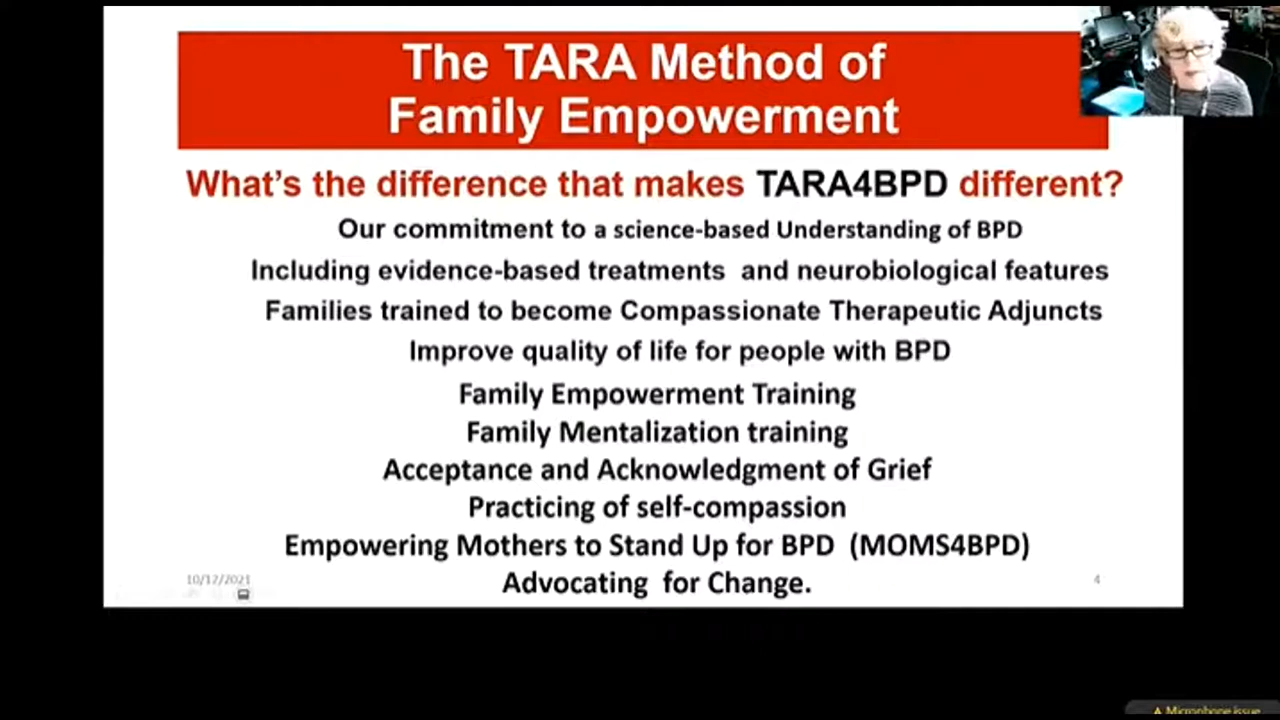 The TARA Method of
Family Empowerment
What's the difference that makes TARA4BPD different?
Our commitment to a science-based Understanding of BPD
Including evidence-based treatments and neurobiological features
Families trained to become Compassionate Therapeutic Adjuncts
Improve quality of life for people with BPD
Family Empowerment Training
Family Mentalization training
Acceptance and Acknowledgment of Grief
Practicing of self-compassion
Empowering Mothers to Stand Up for BPD (MOMS4BPD)
Advocating for Change.
10/12/2021
4
Microphone issue